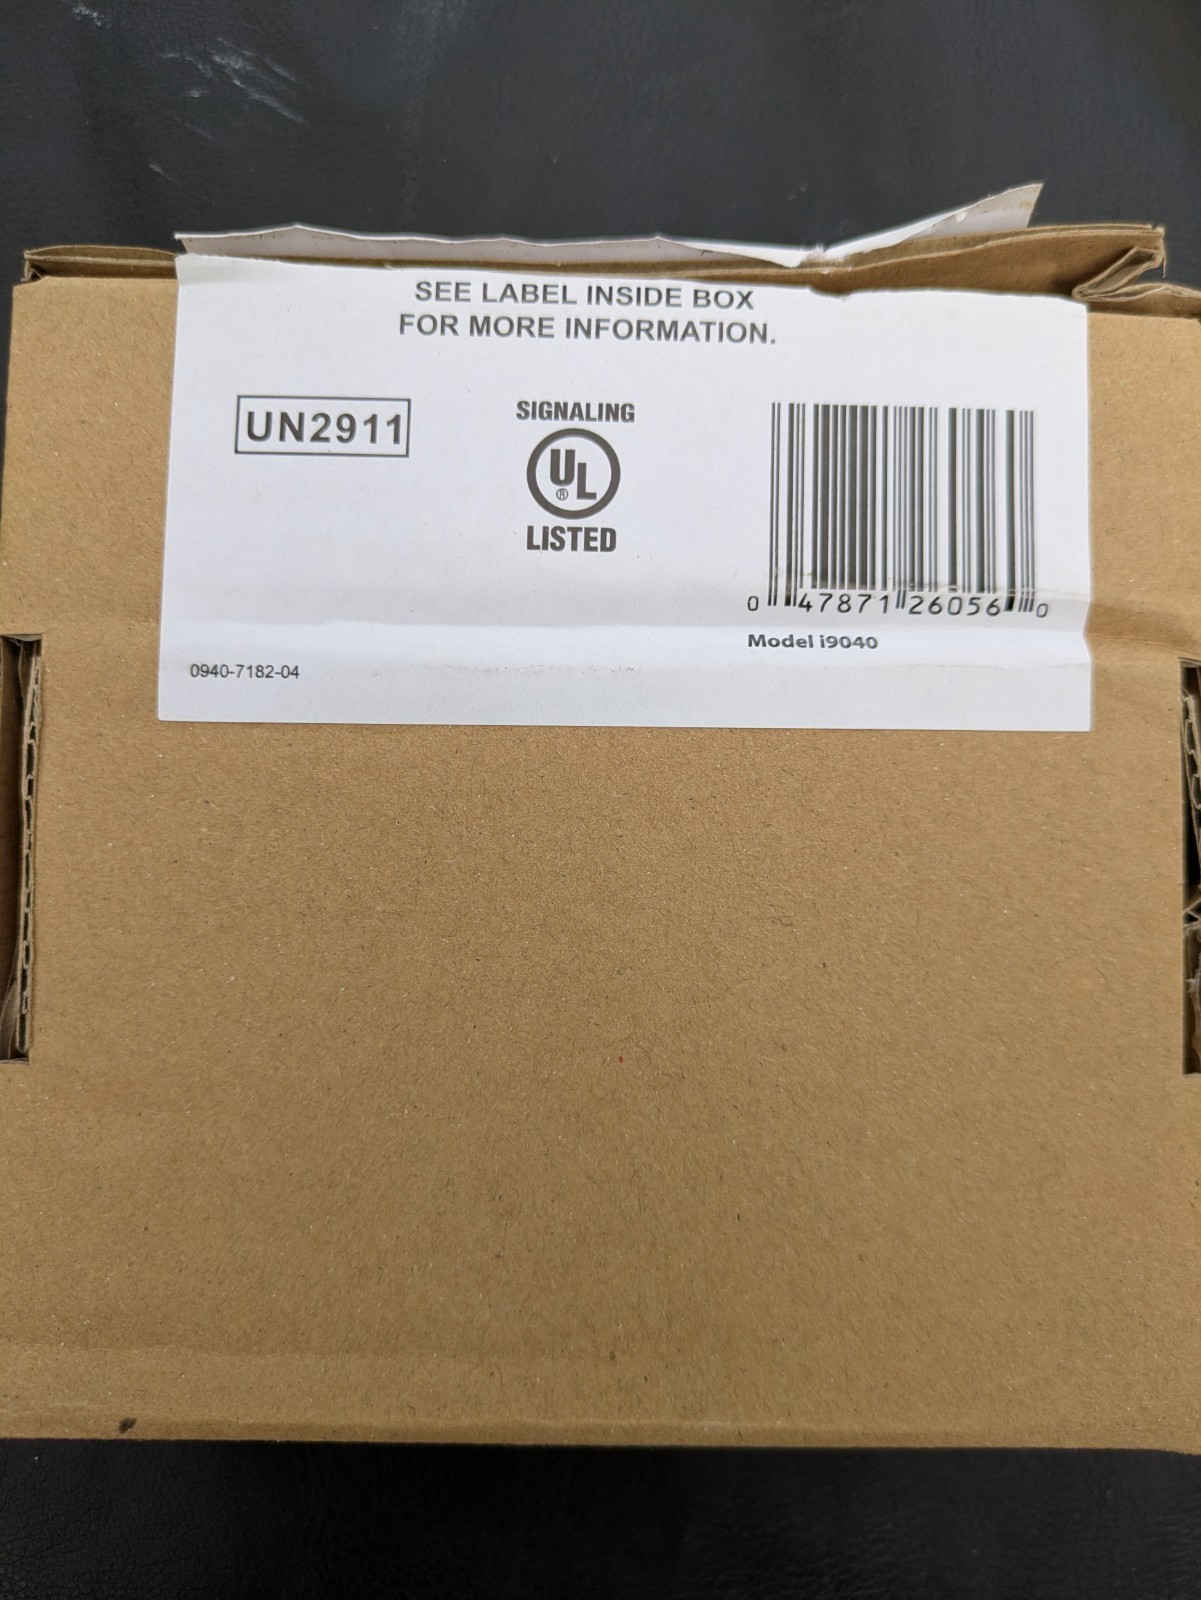 SEE LABEL INSIDE BOX
FOR MORE INFORMATION.
UN2911
SIGNALING
UL
®
LISTED
0 47871 26056 0
Model i9040
0940-7182-04